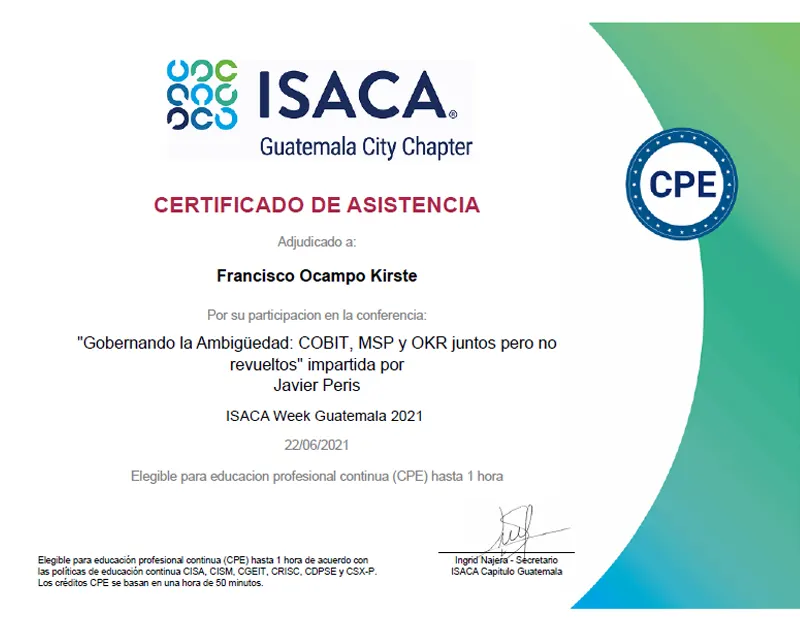 ISACA®
Guatemala City Chapter
CPE
CERTIFICADO DE ASISTENCIA
Adjudicado a:
Francisco Ocampo Kirste
Por su participacion en la conferencia:
"Gobernando la Ambigüedad: COBIT, MSP y OKR juntos pero no
revueltos" impartida por
Javier Peris
ISACA Week Guatemala 2021
22/06/2021
Elegible para educacion profesional continua (CPE) hasta 1 hora
Elegible para educación profesional continua (CPE) hasta 1 hora de acuerdo con
las políticas de educación continua CISA, CISM, CGEIT, CRISC, CDPSE y CSX-P.
Los créditos CPE se basan en una hora de 50 minutos.
Ingrid Najera - Secretario
ISACA Capitulo Guatemala